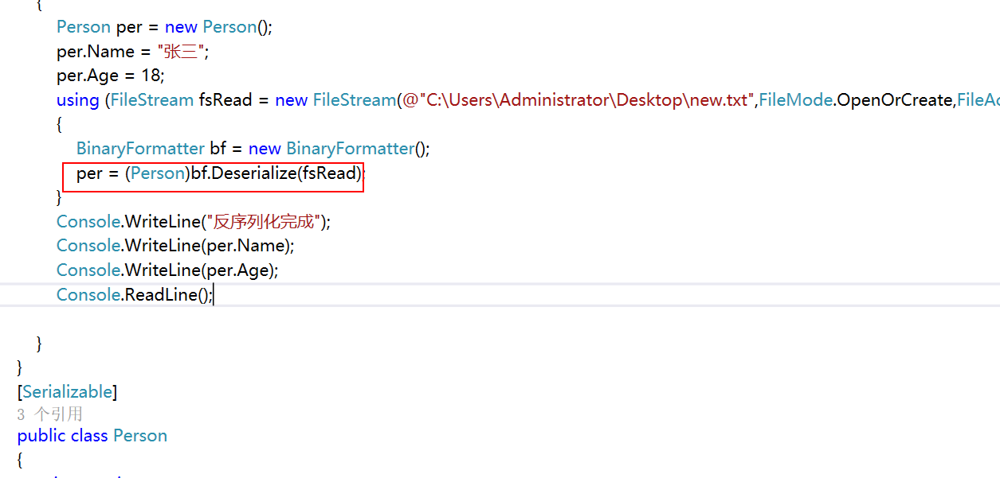 {
Person per = new Person();
per.Name = "张三";
per.Age = 18;
using (FileStream fsRead = new FileStream(@"C:\Users\Administrator\Desktop\new.txt",FileMode.OpenOrCreate,FileAc
{
BinaryFormatter bf = new BinaryFormatter();
per = (Person)bf.Deserialize(fsRead);
}
Console.WriteLine("反序列化完成");
Console.WriteLine(per.Name);
Console.WriteLine(per.Age);
Console.ReadLine();
}
}
[Serializable]
3 个引用
public class Person
{